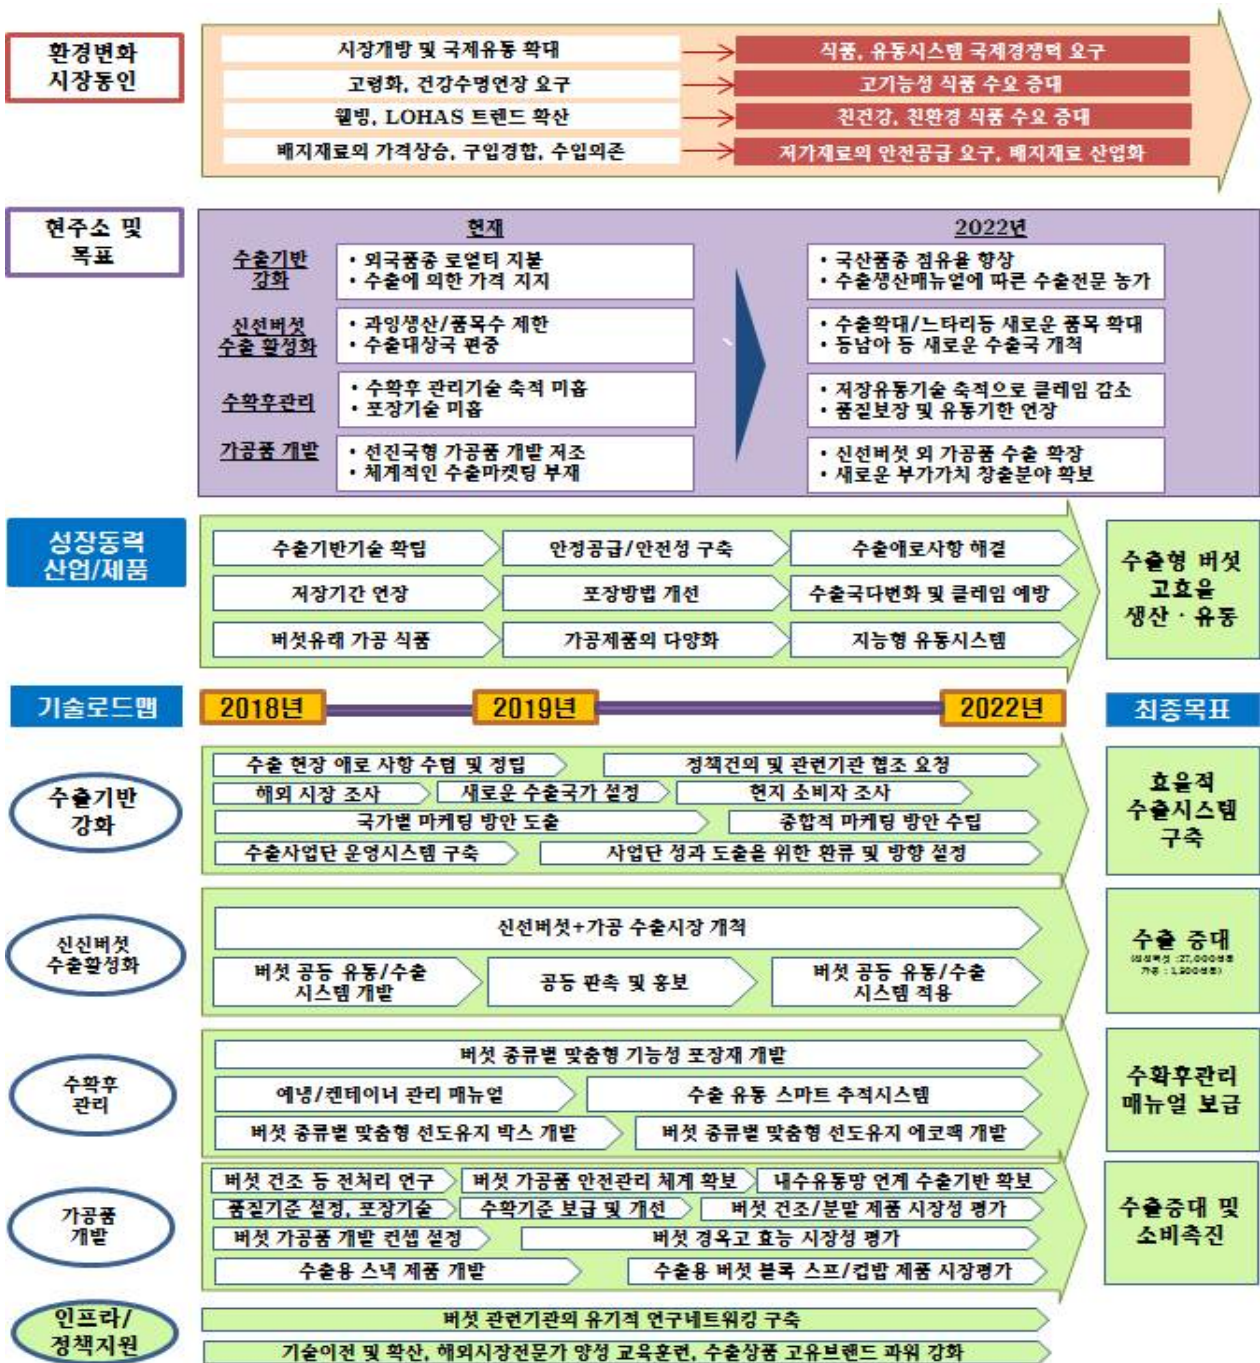 환경변화
시장동인
시장개방 및 국제유통 확대
식품, 유통시스템 국제경쟁력 요구
고령화, 건강수명연장 요구
고기능성 식품 수요 증대
웰빙, LOHAS 트렌드 확산
친건강, 친환경 식품 수요 증대
배지재료의 가격상승, 구입경합, 수입의존
저가재료의 안전공급 요구, 배지재료 산업화
현주소 및
목표
현재
2022년
수출기반
강화
• 외국품종 로열티 지불
• 수출에 의한 가격 지지
• 국산품종 점유율 향상
• 수출생산매뉴얼에 따른 수출전문 농가
신선버섯
수출 활성화
• 과잉생산/품목수 제한
• 수출대상국 편중
• 수출확대/느타리등 새로운 품목 확대
• 동남아 등 새로운 수출국 개척
수확후관리
• 수확후 관리기술 축적 미흡
• 포장기술 미흡
• 저장유통기술 축적으로 클레임 감소
• 품질보장 및 유통기한 연장
가공품 개발
• 선진국형 가공품 개발 저조
• 체계적인 수출마켓팅 부재
• 신선버섯 외 가공품 수출 확장
• 새로운 부가가치 창출분야 확보
성장동력
산업/제품
수출기반기술 확립
안정공급/안전성 구축
수출애로사항 해결
저장기간 연장
포장방법 개선
수출국다변화 및 클레임 예방
버섯유래 가공 식품
가공제품의 다양화
지능형 유통시스템
수출형 버섯
고효율
생산 · 유통
기술로드맵
2018년
2019년
2022년
최종목표
수출기반
강화
수출 현장 애로 사항 수렴 및 정립
정책건의 및 관련기관 협조 요청
해외 시장 조사
새로운 수출국가 설정
현지 소비자 조사
국가별 마케팅 방안 도출
종합적 마케팅 방안 수립
수출사업단 운영시스템 구축
사업단 성과 도출을 위한 환류 및 방향 설정
효율적
수출시스템
구축
신신버섯
수출활성화
신선버섯+가공 수출시장 개척
버섯 공동 유통/수출
시스템 개발
공동 판촉 및 홍보
버섯 공동 유통/수출
시스템 적용
수출 증대
수확후
관리
버섯 종류별 맞춤형 기능성 포장재 개발
예냉/켄테이너 관리 매뉴얼
수출 유통 스마트 추적시스템
버섯 종류별 맞춤형 선도유지 박스 개발
버섯 종류별 맞춤형 선도유지 에코팩 개발
수확후관리
매뉴얼 보급
가공품
개발
버섯 건조 등 전처리 연구
버섯 가공품 안전관리 체계 확보
내수유통망 연계 수출기반 확보
품질기준 설정, 포장기술
수확기준 보급 및 개선
버섯 건조/분말 제품 시장성 평가
버섯 가공품 개발 컨셉 설정
버섯 경옥고 효능 시장성 평가
수출용 스낵 제품 개발
수출용 버섯 블록 스프/컵밥 제품 시장평가
수출증대 및
소비촉진
인프라/
정책지원
버섯 관련기관의 유기적 연구네트워킹 구축
기술이전 및 확산, 해외시장전문가 양성 교육훈련, 수출상품 고유브랜드 파워 강화